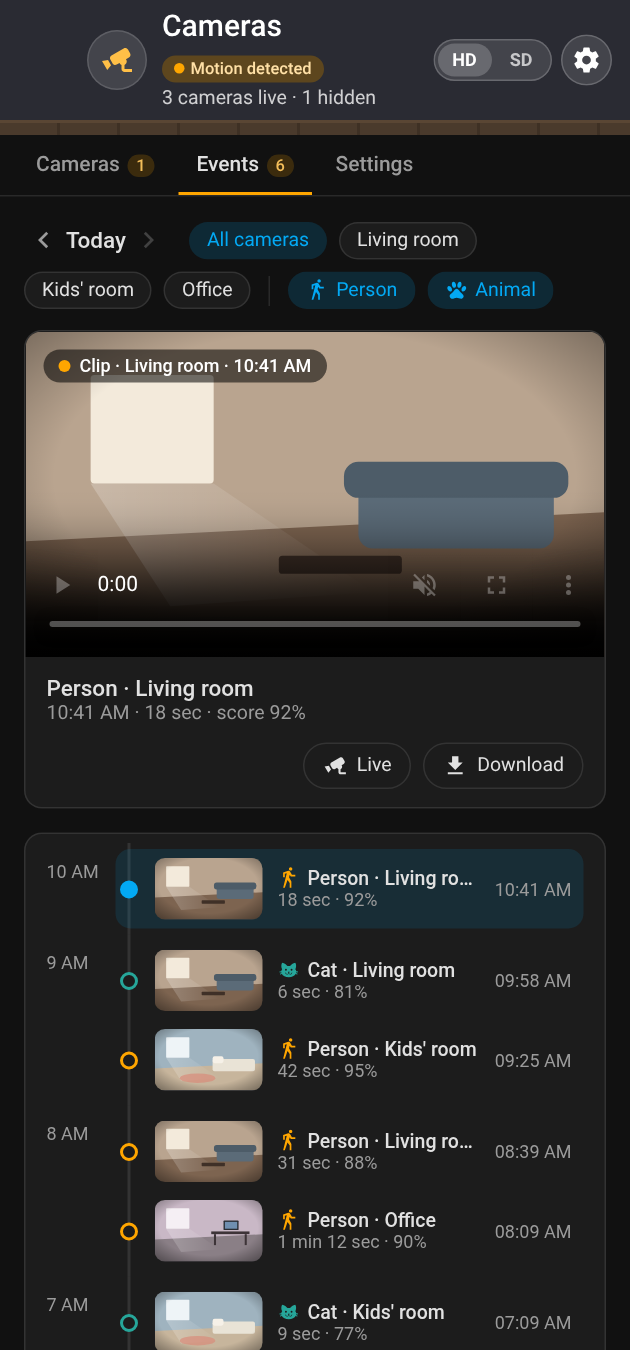 Cameras
Motion detected
3 cameras live · 1 hidden
HD SD
Cameras 1 Events 6 Settings
Today All cameras Living room
Kids' room Office Person Animal
Clip · Living room · 10:41 AM
0:00
Person · Living room
10:41 AM · 18 sec · score 92%
Live Download
10 AM
Person · Living ro...
18 sec · 92%
10:41 AM
9 AM
Cat · Living room
6 sec · 81%
09:58 AM
Person · Kids' room
42 sec · 95%
09:25 AM
8 AM
Person · Living ro...
31 sec · 88%
08:39 AM
Person · Office
1 min 12 sec · 90%
08:09 AM
7 AM
Cat · Kids' room
9 sec · 77%
07:09 AM